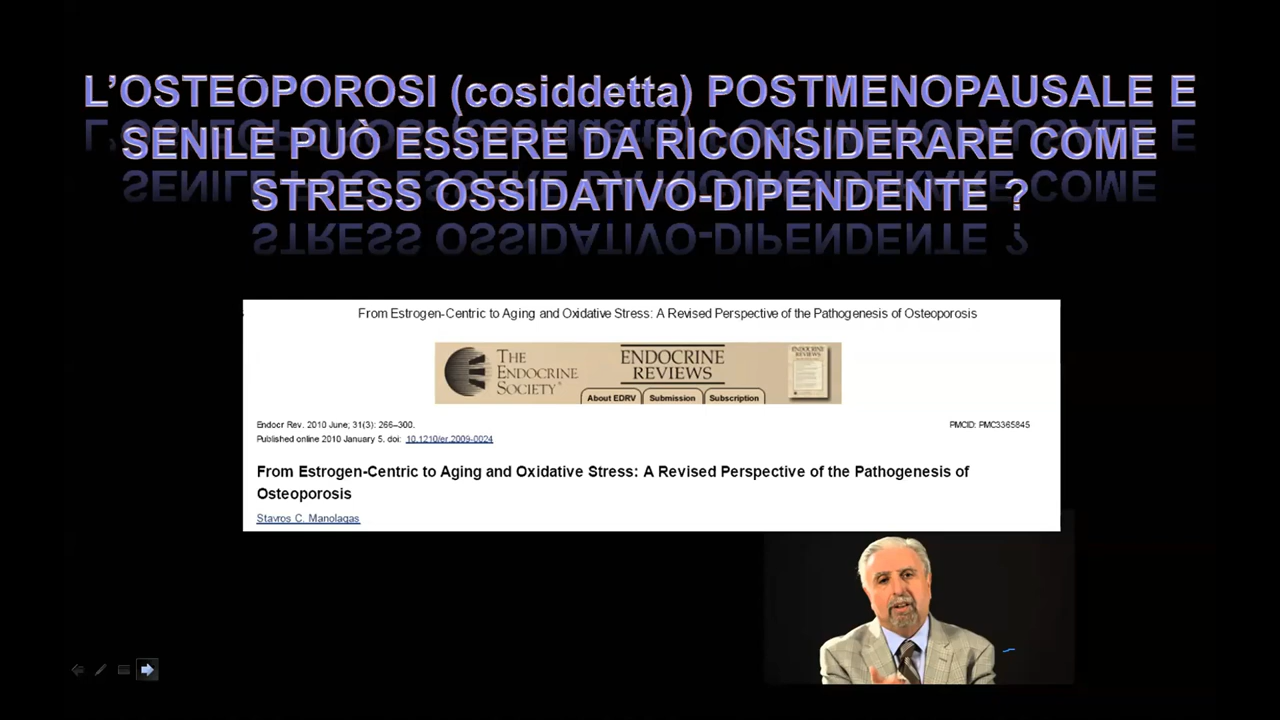 L'OSTEOPOROSI (cosiddetta) POSTMENOPAUSALE E
SENILE PUÒ ESSERE DA RICONSIDERARE COME
STRESS OSSIDATIVO-DIPENDENTE ?
From Estrogen-Centric to Aging and Oxidative Stress: A Revised Perspective of the Pathogenesis of Osteoporosis
THE
ENDOCRINE
SOCIETY®
ENDOCRINE
REVIEWS
ENDOCRINE
REVIEWS
About EDRV Submission Subscription
Endocr Rev. 2010 June; 31(3): 266–300.
PMCID: PMC3365845
Published online 2010 January 5. doi: 10.1210/er.2009-0024
From Estrogen-Centric to Aging and Oxidative Stress: A Revised Perspective of the Pathogenesis of
Osteoporosis
Stavros C. Manolagas